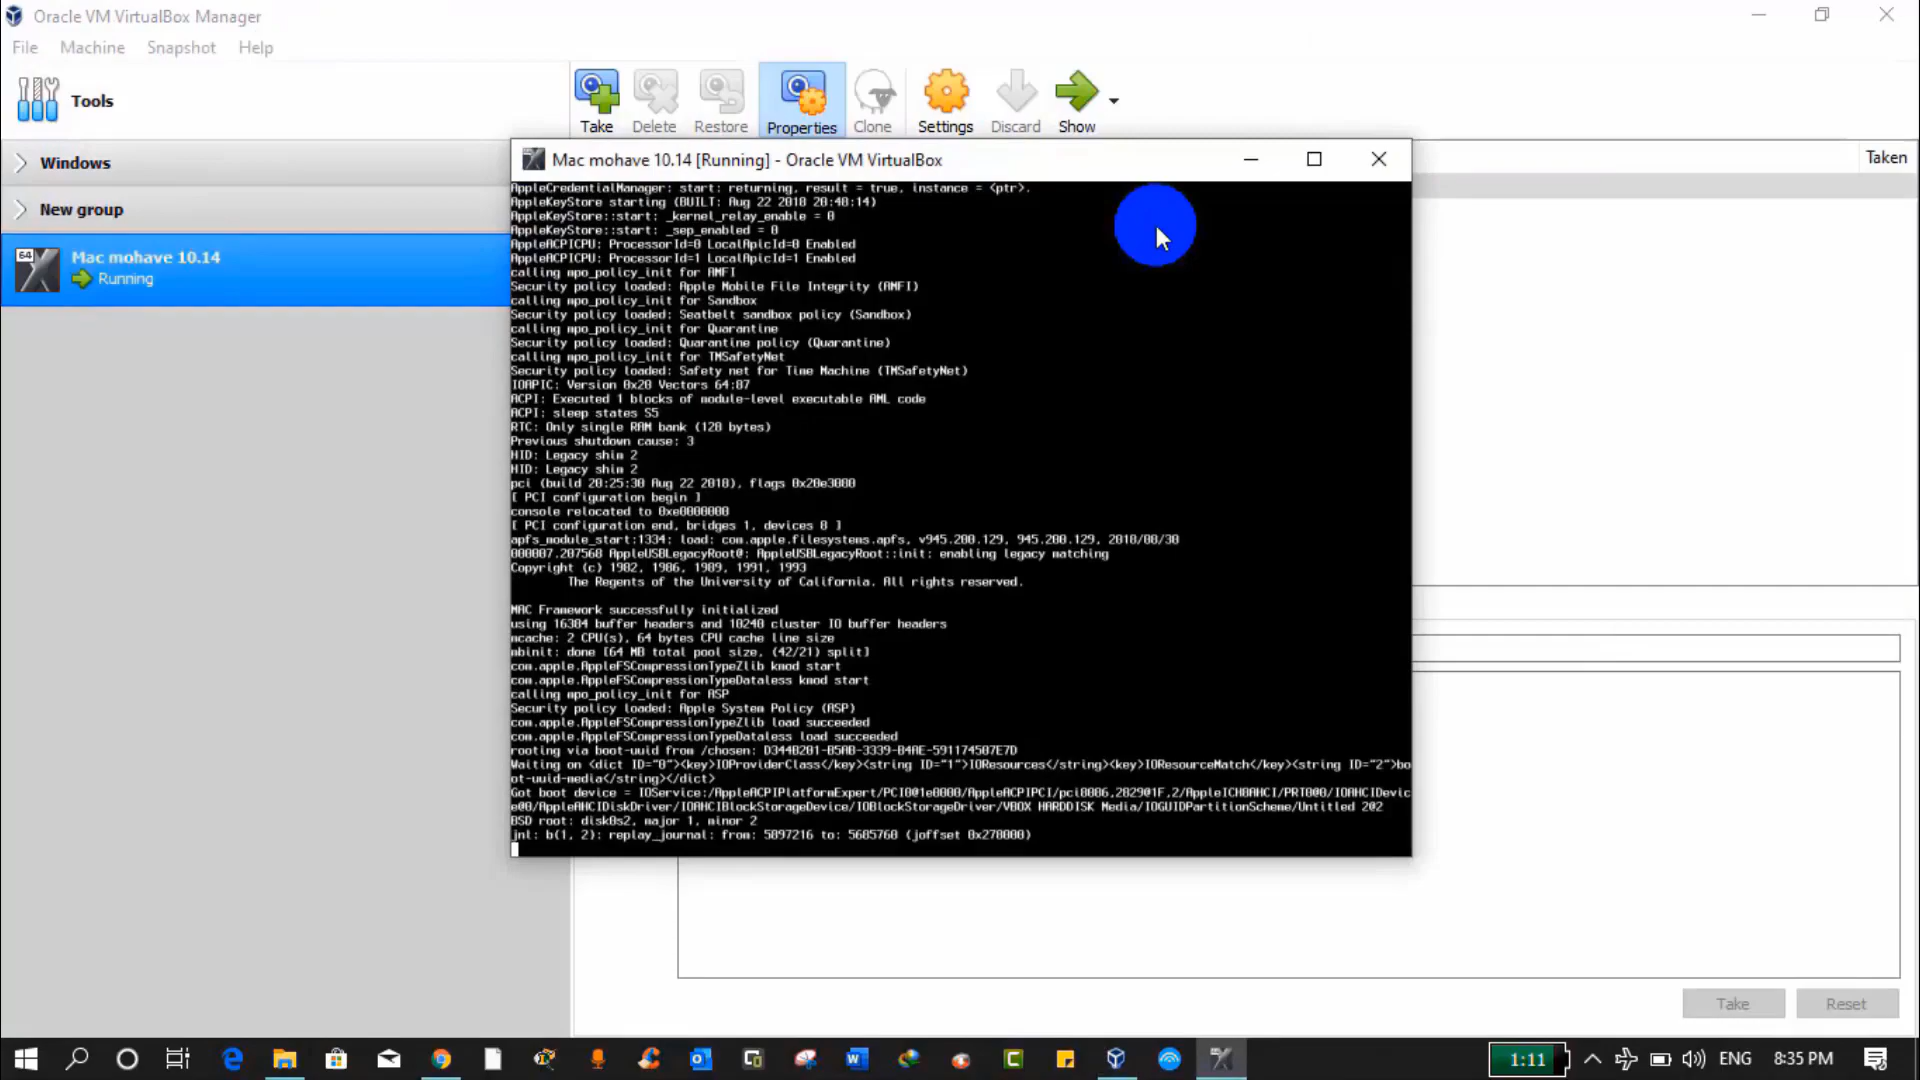 Oracle VM VirtualBox Manager
File Machine Snapshot Help
Tools
Take Delete Restore Properties Clone Settings Discard Show
Windows
New group
64
Mac mohave 10.14
Running
Taken
Mac mohave 10.14 [Running] - Oracle VM VirtualBox
AppleCredentialManager: start: returning, result = true, instance = <ptr>.
AppleKeyStore starting (BUILT: Aug 22 2018 20:48:14)
AppleKeyStore::start: _kernel_relay_enable = 0
AppleKeyStore::start: _sep_enabled = 0
AppleACPICPU: ProcessorId=0 LocalApicId=0 Enabled
AppleACPICPU: ProcessorId=1 LocalApicId=1 Enabled
calling mpo_policy_init for AMFI
Security policy loaded: Apple Mobile File Integrity (AMFI)
calling mpo_policy_init for Sandbox
Security policy loaded: Seatbelt sandbox policy (Sandbox)
calling mpo_policy_init for Quarantine
Security policy loaded: Quarantine policy (Quarantine)
calling mpo_policy_init for TMSafetyNet
Security policy loaded: Safety net for Time Machine (TMSafetyNet)
IOAPIC: Version 0x20 Vectors 64:87
ACPI: Executed 1 blocks of module-level executable AML code
ACPI: sleep states S5
RTC: Only single RAM bank (128 bytes)
Previous shutdown cause: 3
HID: Legacy shim 2
HID: Legacy shim 2
pci (build 20:25:30 Aug 22 2018), flags 0x20e3000
[ PCI configuration begin ]
console relocated to 0xe0000000
[ PCI configuration end, bridges 1, devices 8 ]
apfs_module_start:1334: load: com.apple.filesystems.apfs, v945.200.129, 945.200.129, 2018/08/30
000007.207568 AppleUSBLegacyRoot@: AppleUSBLegacyRoot::init: enabling legacy matching
Copyright (c) 1982, 1986, 1989, 1991, 1993
The Regents of the University of California. All rights reserved.
MAC Framework successfully initialized
using 16384 buffer headers and 10240 cluster IO buffer headers
mcache: 2 CPU(s), 64 bytes CPU cache line size
mbinit: done [64 MB total pool size, (42/21) split]
com.apple.AppleFSCompressionTypeZlib kmod start
com.apple.AppleFSCompressionTypeDataless kmod start
calling mpo_policy_init for ASP
Security policy loaded: Apple System Policy (ASP)
com.apple.AppleFSCompressionTypeZlib load succeeded
com.apple.AppleFSCompressionTypeDataless load succeeded
rooting via boot-uuid from /chosen: D344B201-B5AB-3339-B4AE-591174507E7D
Waiting on <dict ID="0"><key>IOProviderClass</key><string ID="1">IOResources</string><key>IOResourceMatch</key><string ID="2">bo
ot-uuid-media</string></dict>
Got boot device = IOService:/AppleACPIPlatformExpert/PCI0@1e0000/AppleACPIPCI/pci8086,2829@1F,2/AppleICH8AHCI/PRT0@0/IOAHCIDevic
e@0/AppleAHCIDiskDriver/IOAHCIBlockStorageDevice/IOBlockStorageDriver/VBOX HARDDISK Media/IOGUIDPartitionScheme/Untitled 2@2
BSD root: disk0s2, major 1, minor 2
jnl: b(1, 2): replay_journal: from: 5897216 to: 5605760 (joffset 0x270000)
Take Reset
1:11 ENG 8:35 PM